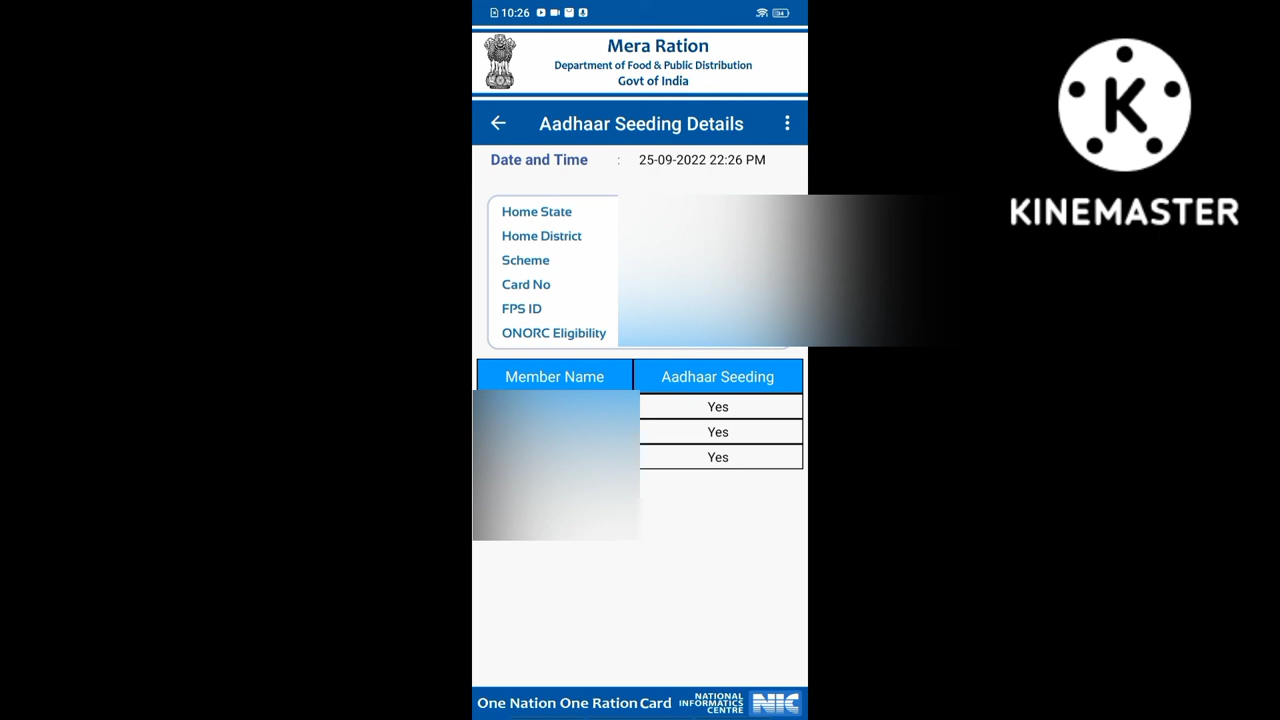 10:26
34
Mera Ration
Department of Food & Public Distribution
Govt of India
Aadhaar Seeding Details
Date and Time : 25-09-2022 22:26 PM
Home State
Home District
Scheme
Card No
FPS ID
ONORC Eligibility
Member Name Aadhaar Seeding
Yes
Yes
Yes
One Nation One Ration Card NATIONAL INFORMATICS CENTRE NIC
K
KINEMASTER